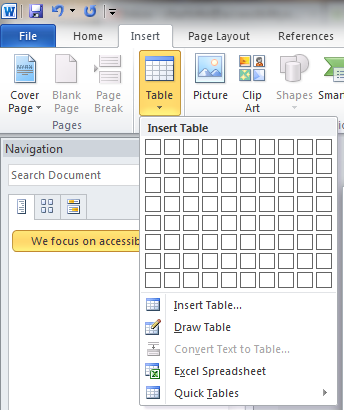 W
File Home Insert Page Layout References
Cover Page Blank Page Page Break Table Picture Clip Art Shapes
Pages
Insert Table
Navigation
Search Document
We focus on
Insert Table...
Draw Table
Convert Text to Table...
Excel Spreadsheet
Quick Tables